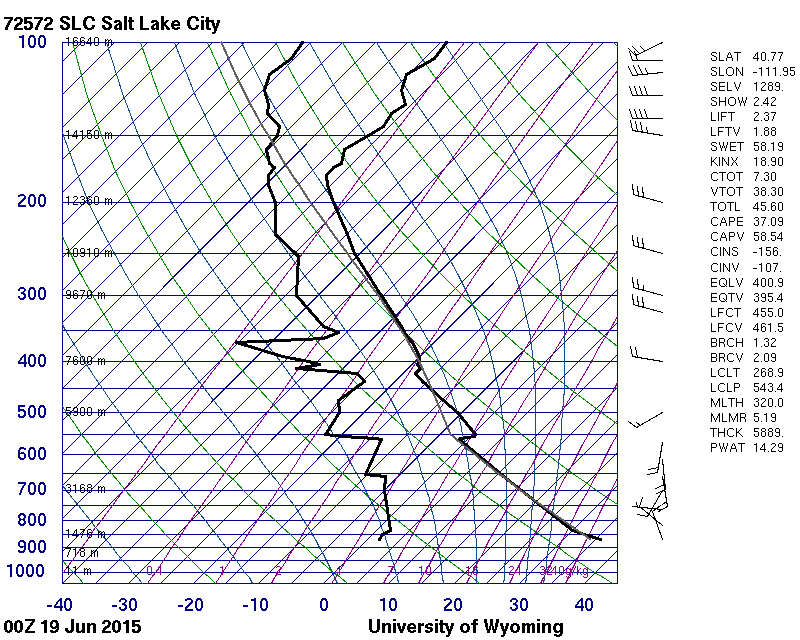 72572 SLC Salt Lake City
100
16640 m
14150 m
200
12360 m
10910 m
300
9670 m
400
7600 m
500
5900 m
600
700
3168 m
800
1476 m
900
718 m
1000
11 m
0.4 1 2 4 7 10 16 24 32 40g/kg
-40 -30 -20 -10 0 10 20 30 40
00Z 19 Jun 2015 University of Wyoming
SLAT 40.77
SLON -111.95
SELV 1289.
SHOW 2.42
LIFT 2.37
LFTV 1.88
SWET 58.19
KINX 18.90
CTOT 7.30
VTOT 38.30
TOTL 45.60
CAPE 37.09
CAPV 58.54
CINS -156.
CINV -107.
EQLV 400.9
EQTV 395.4
LFCT 455.0
LFCV 461.5
BRCH 1.32
BRCV 2.09
LCLT 268.9
LCLP 543.4
MLTH 320.0
MLMR 5.19
THCK 5889.
PWAT 14.29